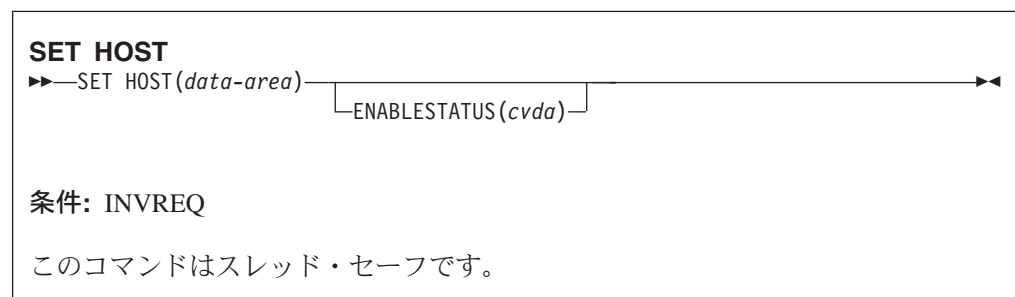 SET HOST
SET HOST(data-area)
ENABLESTATUS(cvda)
条件: INVREQ
このコマンドはスレッド・セーフです。